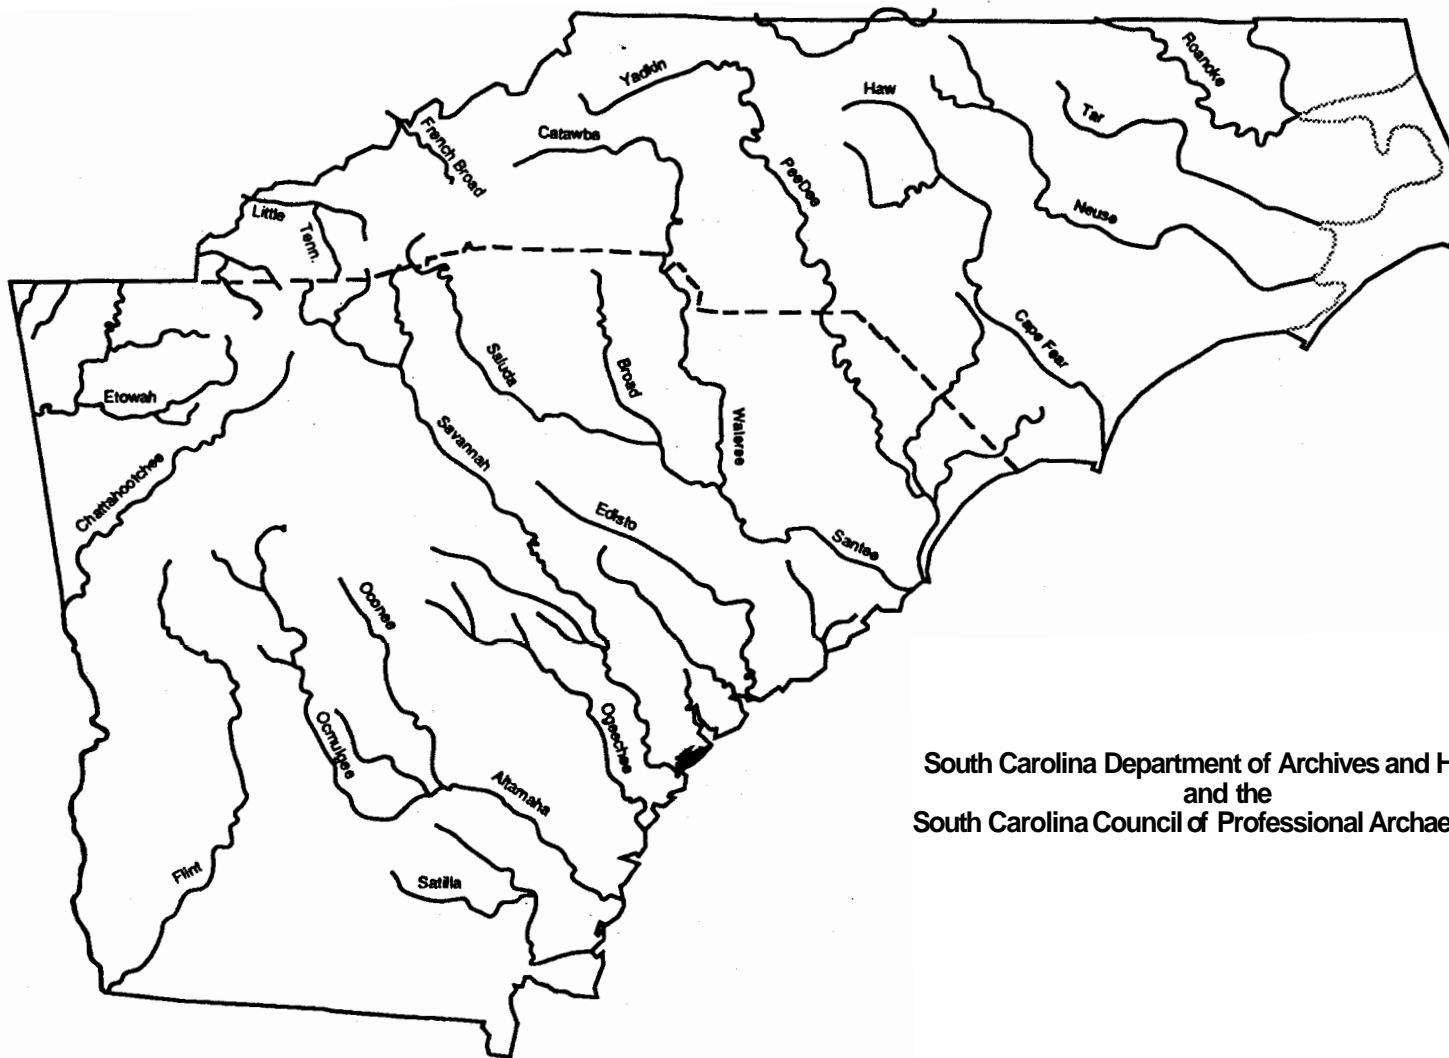 Roanoke
Yadkin
Haw
Tar
French Broad
Catawba
PeeDee
Little
Tenn.
Neuse
Cape Fear
Saluda
Broad
Etowah
Savannah
Wateree
Chattahootchee
Edisto
Santee
Oconee
Ogeechee
Ocmulgee
Altamaha
Flint
Satilla
South Carolina Department of Archives and H
and the
South Carolina Council of Professional Archae